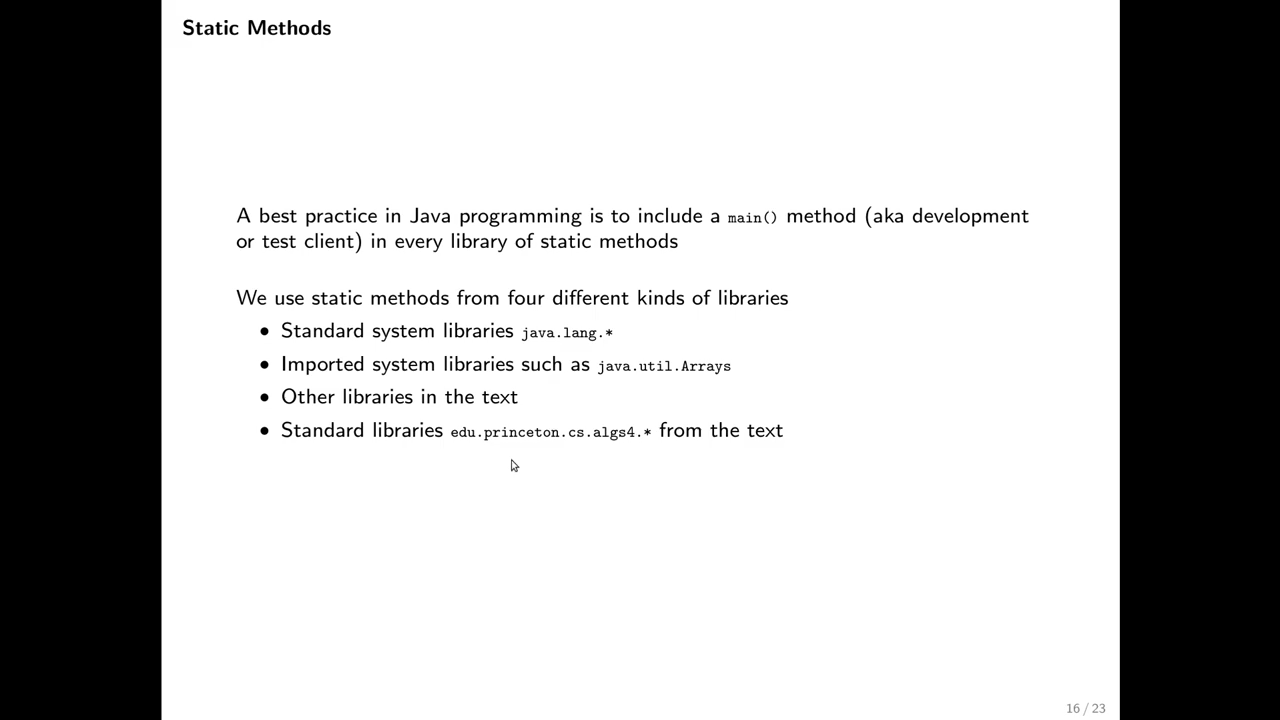 Static Methods
A best practice in Java programming is to include a main() method (aka development
or test client) in every library of static methods
We use static methods from four different kinds of libraries
• Standard system libraries java.lang.*
• Imported system libraries such as java.util.Arrays
• Other libraries in the text
• Standard libraries edu.princeton.cs.algs4.* from the text
16 / 23